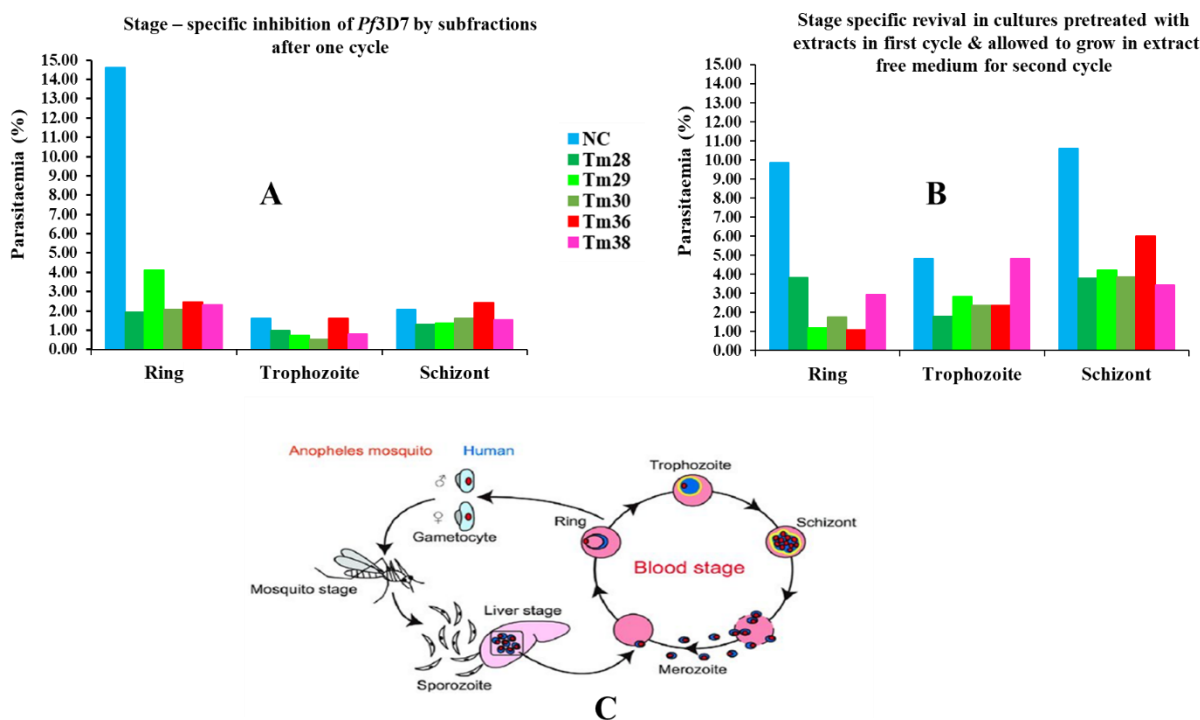 Stage – specific inhibition of Pf3D7 by subfractions
after one cycle
Parasitaemia (%)
15.00
14.00
13.00
12.00
11.00
10.00
9.00
8.00
7.00
6.00
5.00
4.00
3.00
2.00
1.00
0.00
A
Ring Trophozoite Schizont
NC
Tm28
Tm29
Tm30
Tm36
Tm38
Stage specific revival in cultures pretreated with
extracts in first cycle & allowed to grow in extract
free medium for second cycle
Parasitaemia (%)
15.00
14.00
13.00
12.00
11.00
10.00
9.00
8.00
7.00
6.00
5.00
4.00
3.00
2.00
1.00
0.00
B
Ring Trophozoite Schizont
Anopheles mosquito Human
♂
♀
Gametocyte
Mosquito stage
Sporozoite
Liver stage
Ring
Trophozoite
Schizont
Blood stage
Merozoite
C